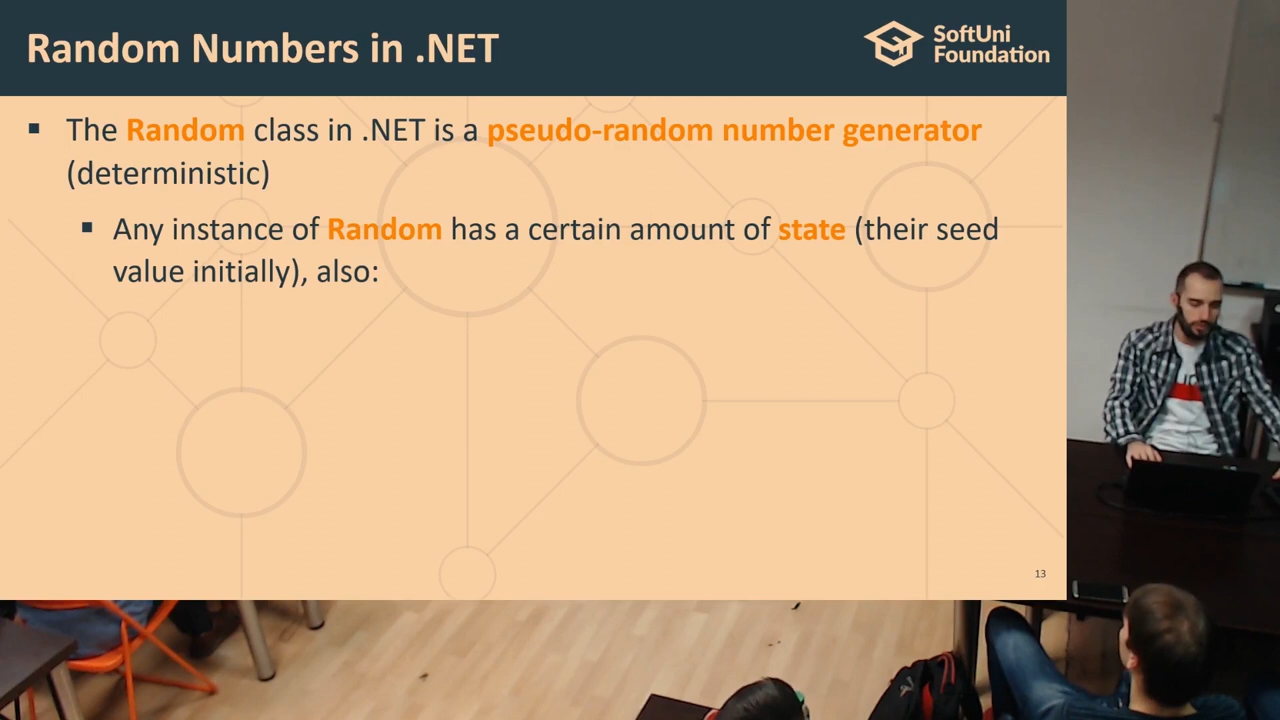 Random Numbers in .NET
SoftUni
Foundation
▪ The Random class in .NET is a pseudo-random number generator
(deterministic)
▪ Any instance of Random has a certain amount of state (their seed
value initially), also:
13